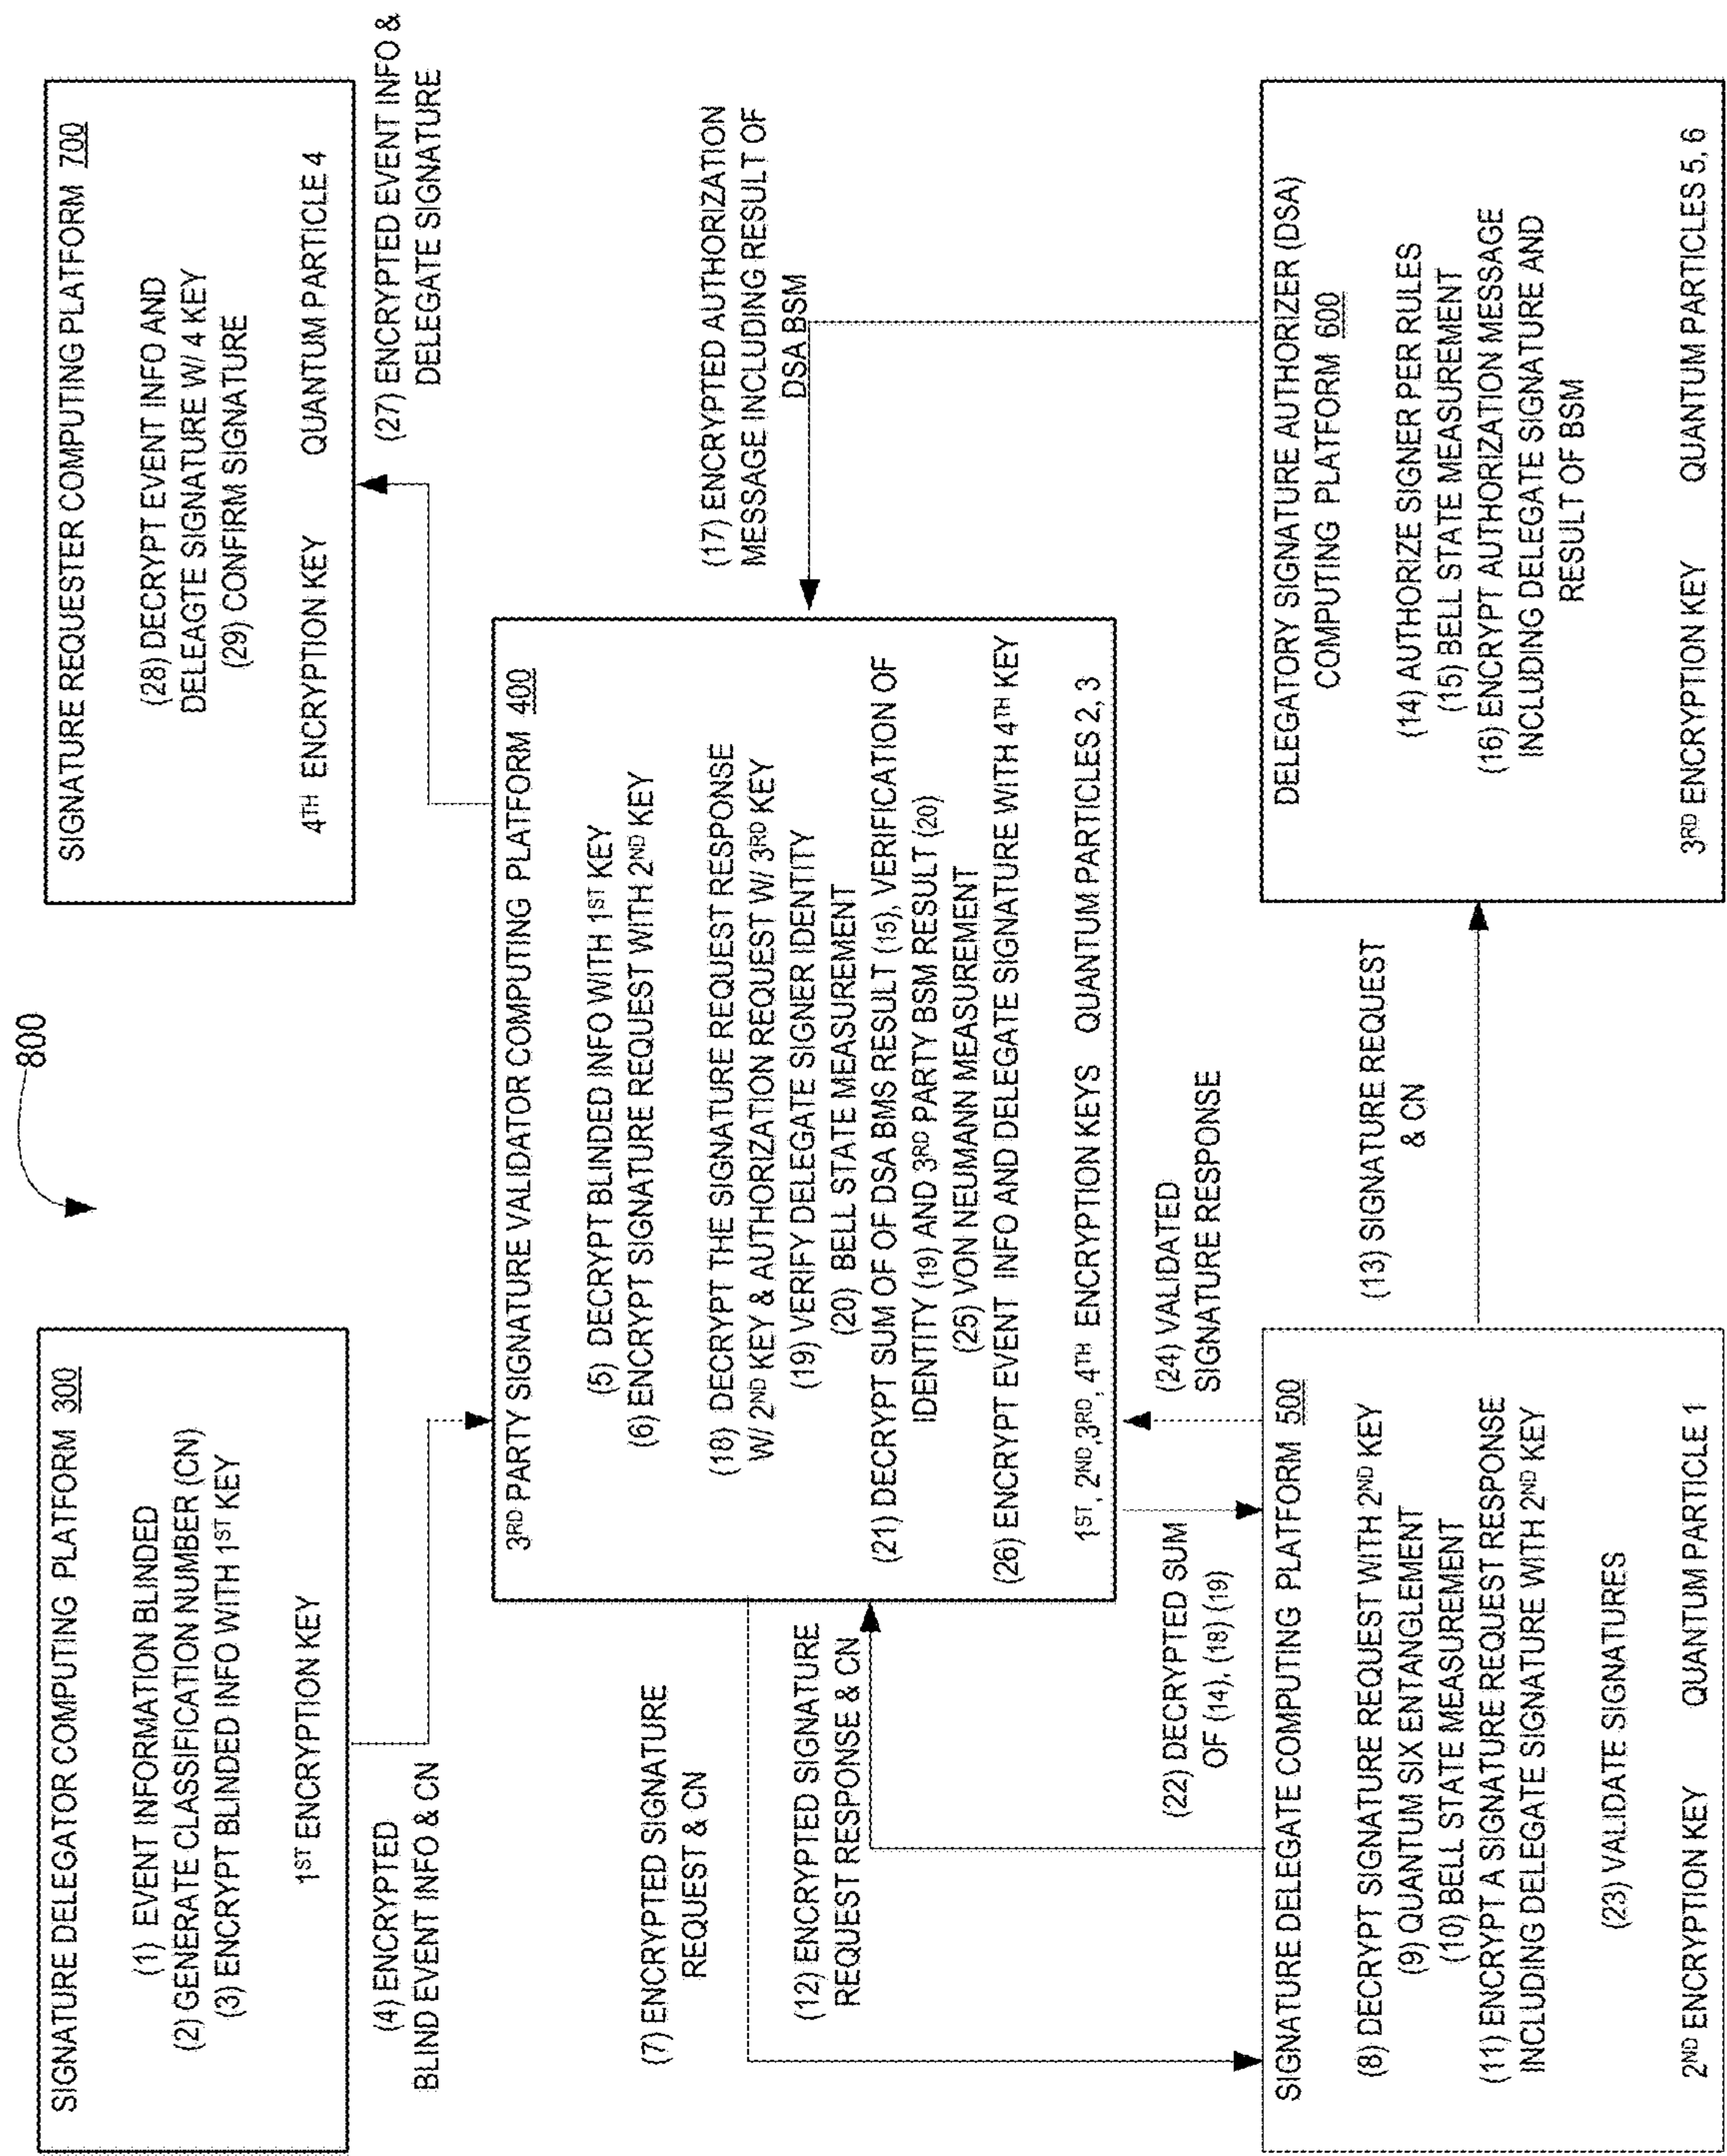 800
SIGNATURE DELEGATOR COMPUTING PLATFORM 300
(1) EVENT INFORMATION BLINDED
(2) GENERATE CLASSIFICATION NUMBER (CN)
(3) ENCRYPT BLINDED INFO WITH 1ST KEY
1ST ENCRYPTION KEY
(4) ENCRYPTED
BLIND EVENT INFO & CN
SIGNATURE REQUESTER COMPUTING PLATFORM 700
(28) DECRYPT EVENT INFO AND
DELEAGTE SIGNATURE W/ 4 KEY
(29) CONFIRM SIGNATURE
4TH ENCRYPTION KEY QUANTUM PARTICLE 4
(27) ENCRYPTED EVENT INFO &
DELEGATE SIGNATURE
3RD PARTY SIGNATURE VALIDATOR COMPUTING PLATFORM 400
(5) DECRYPT BLINDED INFO WITH 1ST KEY
(6) ENCRYPT SIGNATURE REQUEST WITH 2ND KEY
(18) DECRYPT THE SIGNATURE REQUEST RESPONSE
W/ 2ND KEY & AUTHORIZATION REQUEST W/ 3RD KEY
(19) VERIFY DELEGATE SIGNER IDENTITY
(20) BELL STATE MEASUREMENT
(21) DECRYPT SUM OF DSA BMS RESULT (15), VERIFICATION OF
IDENTITY (19) AND 3RD PARTY BSM RESULT (20)
(25) VON NEUMANN MEASUREMENT
(26) ENCRYPT EVENT INFO AND DELEGATE SIGNATURE WITH 4TH KEY
1ST, 2ND,3RD, 4TH ENCRYPTION KEYS QUANTUM PARTICLES 2, 3
(7) ENCRYPTED SIGNATURE
REQUEST & CN
(12) ENCRYPTED SIGNATURE
REQUEST RESPONSE & CN
(17) ENCRYPTED AUTHORIZATION
MESSAGE INCLUDING RESULT OF
DSA BSM
(22) DECRYPTED SUM
OF (14), (18) (19)
(24) VALIDATED
SIGNATURE RESPONSE
(13) SIGNATURE REQUEST
& CN
SIGNATURE DELEGATE COMPUTING PLATFORM 500
(8) DECRYPT SIGNATURE REQUEST WITH 2ND KEY
(9) QUANTUM SIX ENTANGLEMENT
(10) BELL STATE MEASUREMENT
(11) ENCRYPT A SIGNATURE REQUEST RESPONSE
INCLUDING DELEGATE SIGNATURE WITH 2ND KEY
(23) VALIDATE SIGNATURES
2ND ENCRYPTION KEY QUANTUM PARTICLE 1
DELEGATORY SIGNATURE AUTHORIZER (DSA)
COMPUTING PLATFORM 600
(14) AUTHORIZE SIGNER PER RULES
(15) BELL STATE MEASUREMENT
(16) ENCRYPT AUTHORIZATION MESSAGE
INCLUDING DELEGATE SIGNATURE AND
RESULT OF BSM
3RD ENCRYPTION KEY QUANTUM PARTICLES 5, 6